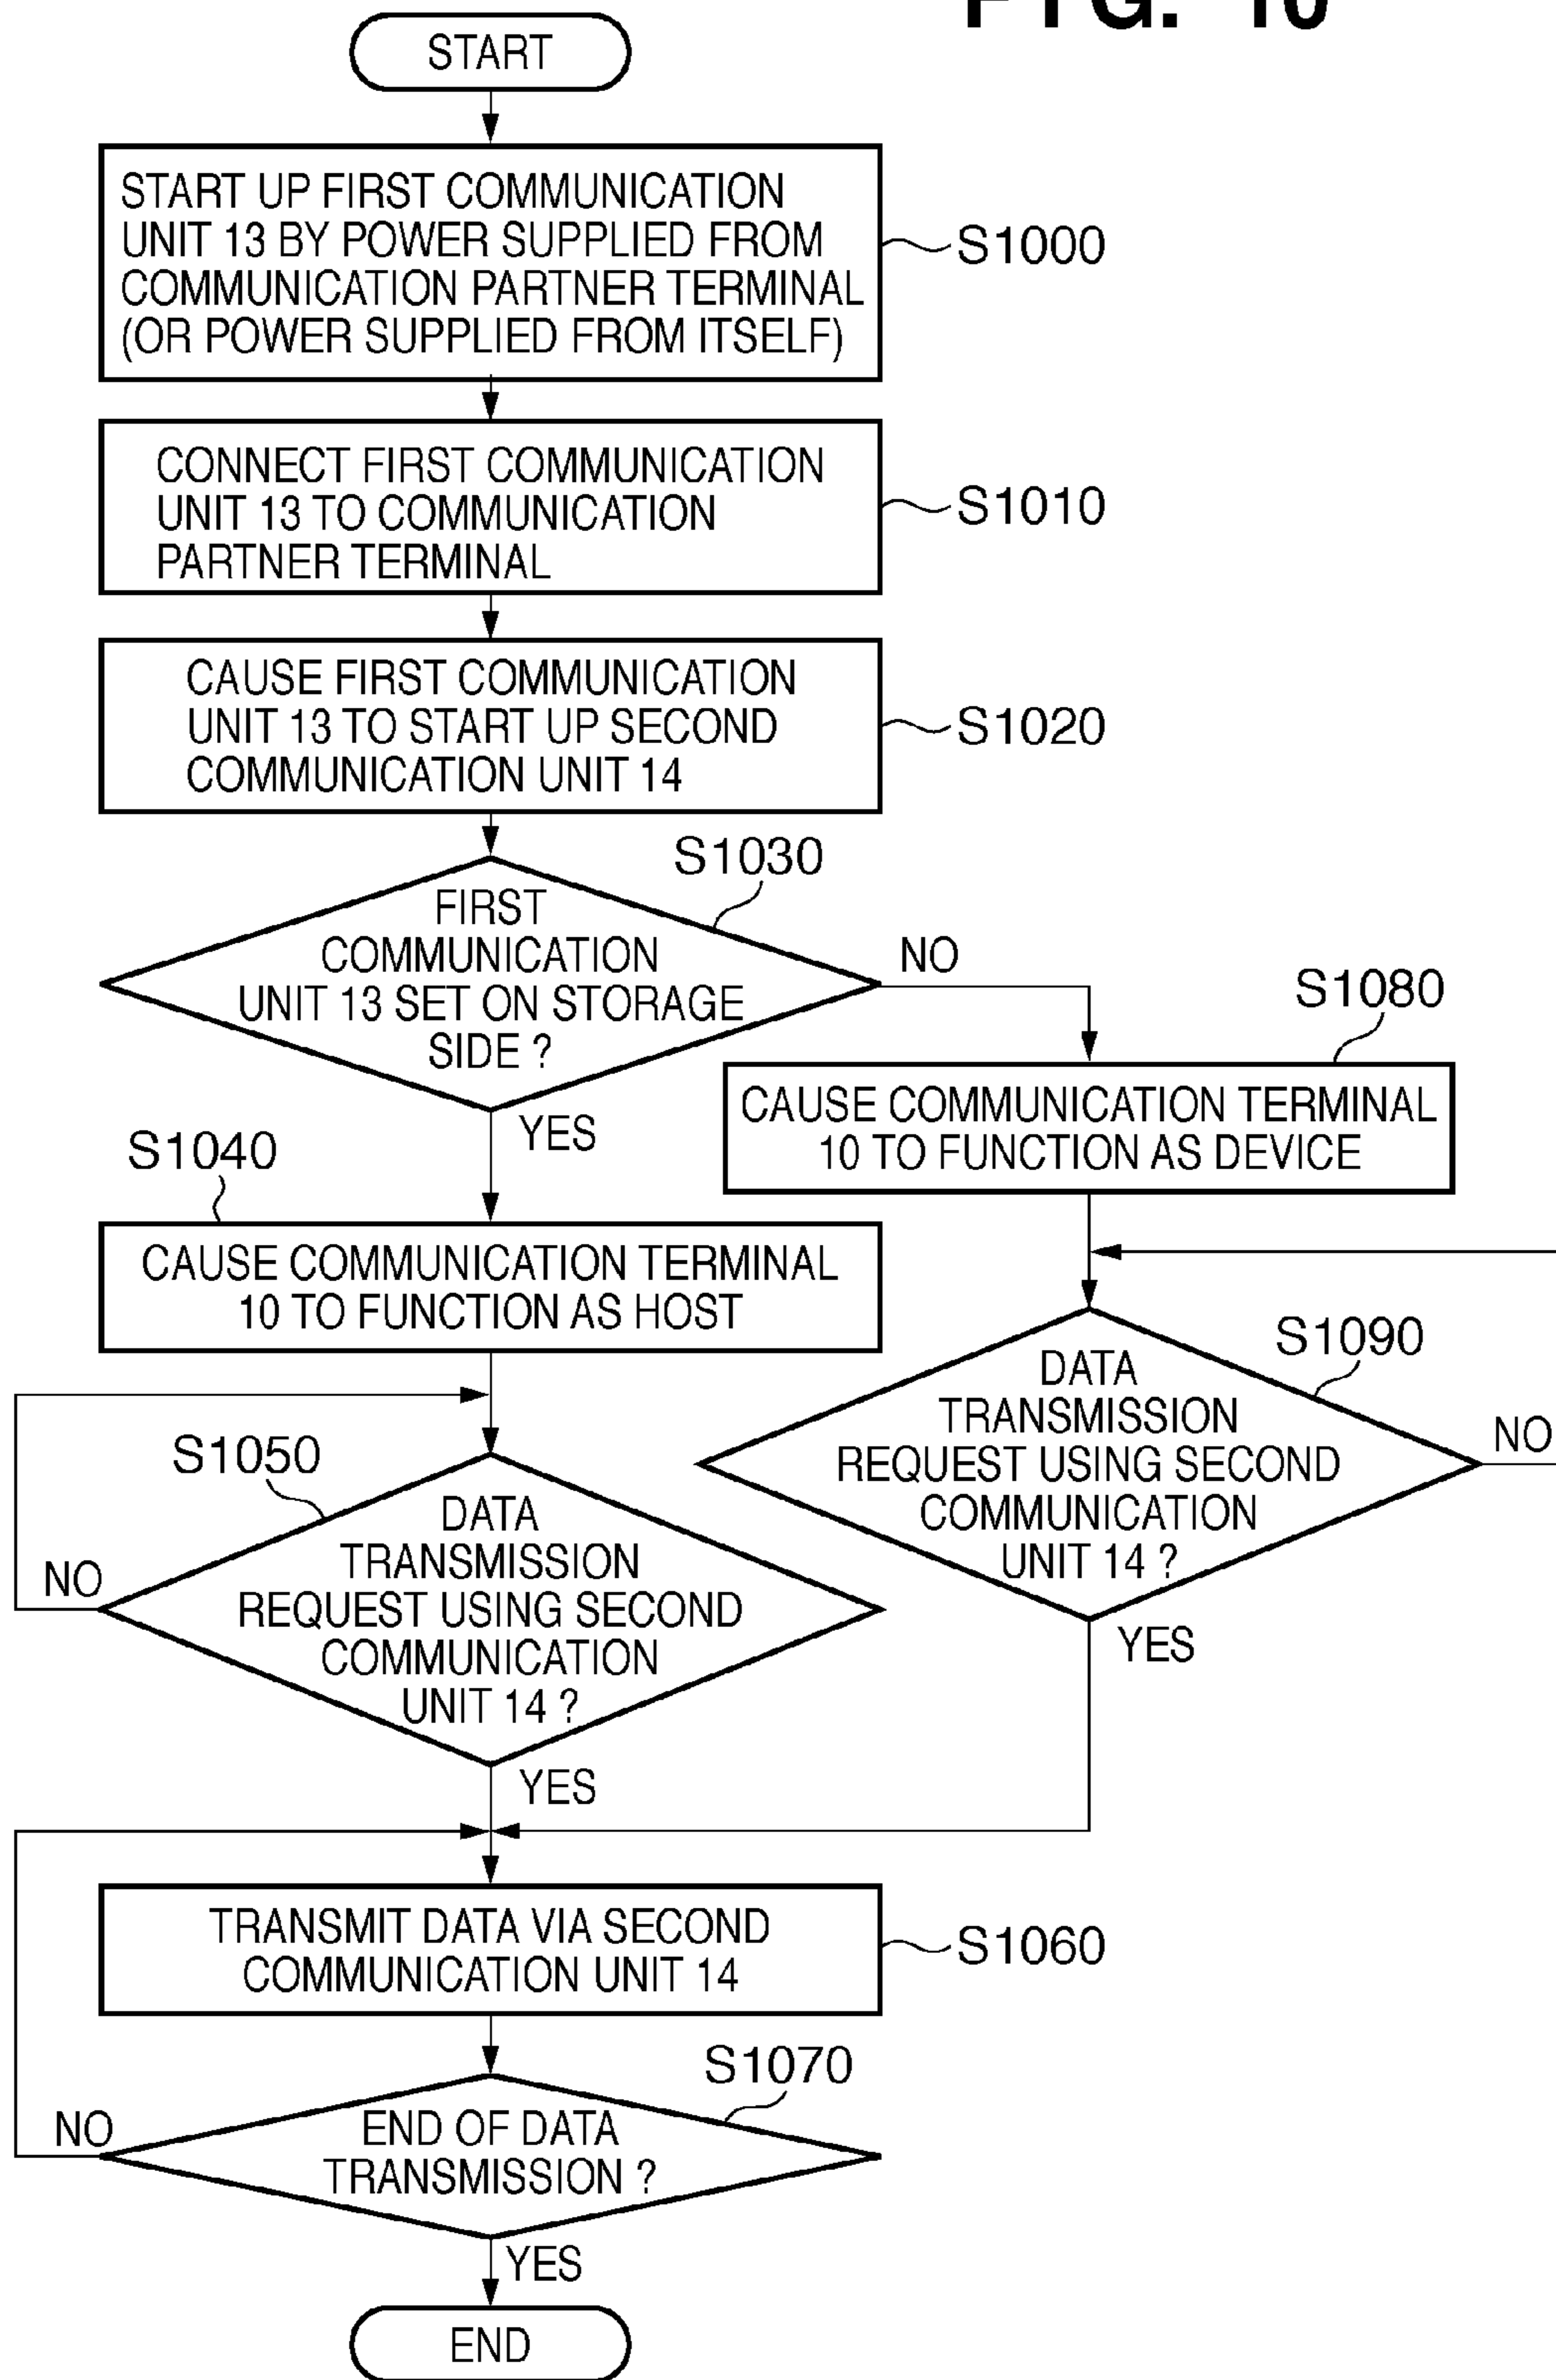 FIG. 10
START
START UP FIRST COMMUNICATION
UNIT 13 BY POWER SUPPLIED FROM
COMMUNICATION PARTNER TERMINAL
(OR POWER SUPPLIED FROM ITSELF)
S1000
CONNECT FIRST COMMUNICATION
UNIT 13 TO COMMUNICATION
PARTNER TERMINAL
S1010
CAUSE FIRST COMMUNICATION
UNIT 13 TO START UP SECOND
COMMUNICATION UNIT 14
S1020
S1030
FIRST
COMMUNICATION
UNIT 13 SET ON STORAGE
SIDE ?
NO
YES
S1080
CAUSE COMMUNICATION TERMINAL
10 TO FUNCTION AS DEVICE
S1040
CAUSE COMMUNICATION TERMINAL
10 TO FUNCTION AS HOST
S1090
DATA
TRANSMISSION
REQUEST USING SECOND
COMMUNICATION
UNIT 14 ?
NO
YES
S1050
DATA
TRANSMISSION
REQUEST USING SECOND
COMMUNICATION
UNIT 14 ?
NO
YES
TRANSMIT DATA VIA SECOND
COMMUNICATION UNIT 14
S1060
S1070
END OF DATA
TRANSMISSION ?
NO
YES
END